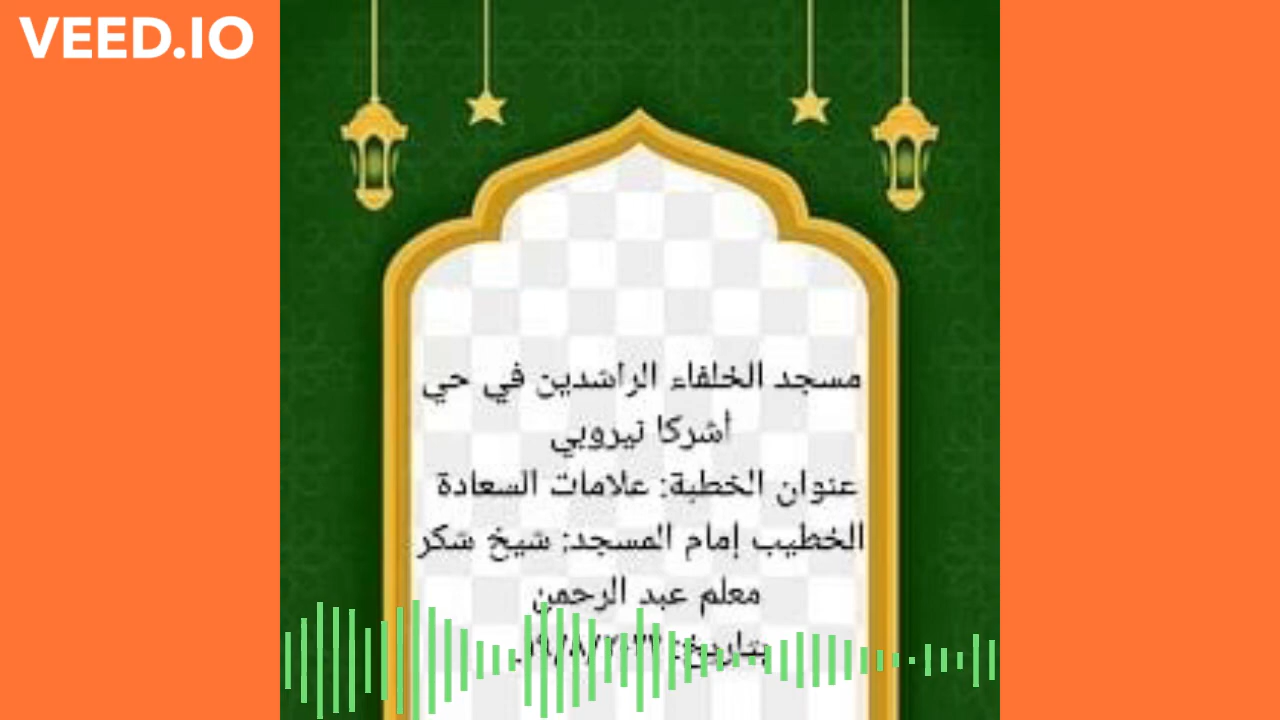 VEED.IO
مسجد الخلفاء الراشدين في حي
أشركا نيروبي
عنوان الخطبة: علامات السعادة
الخطيب إمام المسجد: شيخ شكر
معلم عبد الرحمن
بتاريخ: